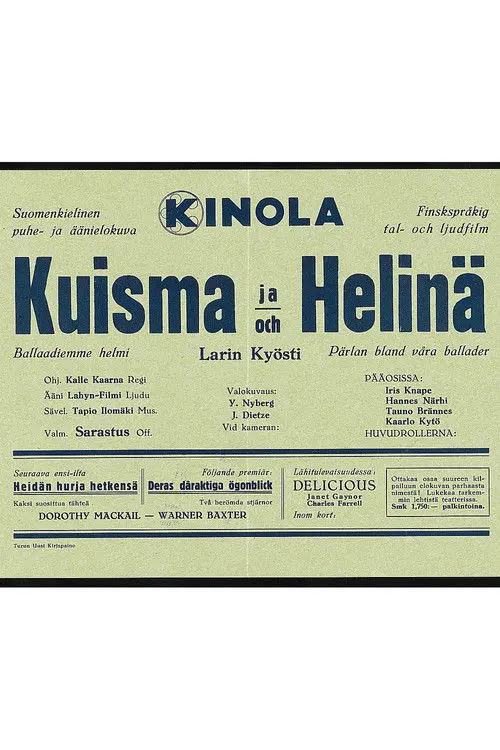 KINOLA
Suomenkielinen
puhe- ja äänielokuva
Finskspråkig
tal- och ljudfilm
Kuisma ja och Helinä
Ballaadiemme helmi
Larin Kyösti
Pärlan bland våra ballader
Ohj. Kalle Kaarna Regi
Ääni Lahyn-Filmi Ljudu
Sävel. Tapio Ilomäki Mus.
Valm. Sarastus Off.
Valokuvaus:
Y. Nyberg
J. Dietze
Vid kameran:
PÄÄOSISSA:
Iris Knape
Hannes Närhi
Tauno Brännes
Kaarlo Kytö
HUVUDROLLERNA:
Seuraava ensi-ilta
Heidän hurja hetkensä
Kaksi suosittua tähteä
Följande premiär:
Deras dåraktiga ögonblick
Två berömda stjärnor
DOROTHY MACKAIL — WARNER BAXTER
Lähitulevaisuudessa:
DELICIOUS
Janet Gaynor
Charles Farrell
Inom kort:
Ottakaa osaa suureen kil-
pailuun elokuvan parhaasta
nimestä! Lukekaa tarkem-
min lehtistä teatterissa.
Smk 1,750:— palkintoina.
Turun Uusi Kirjapaino